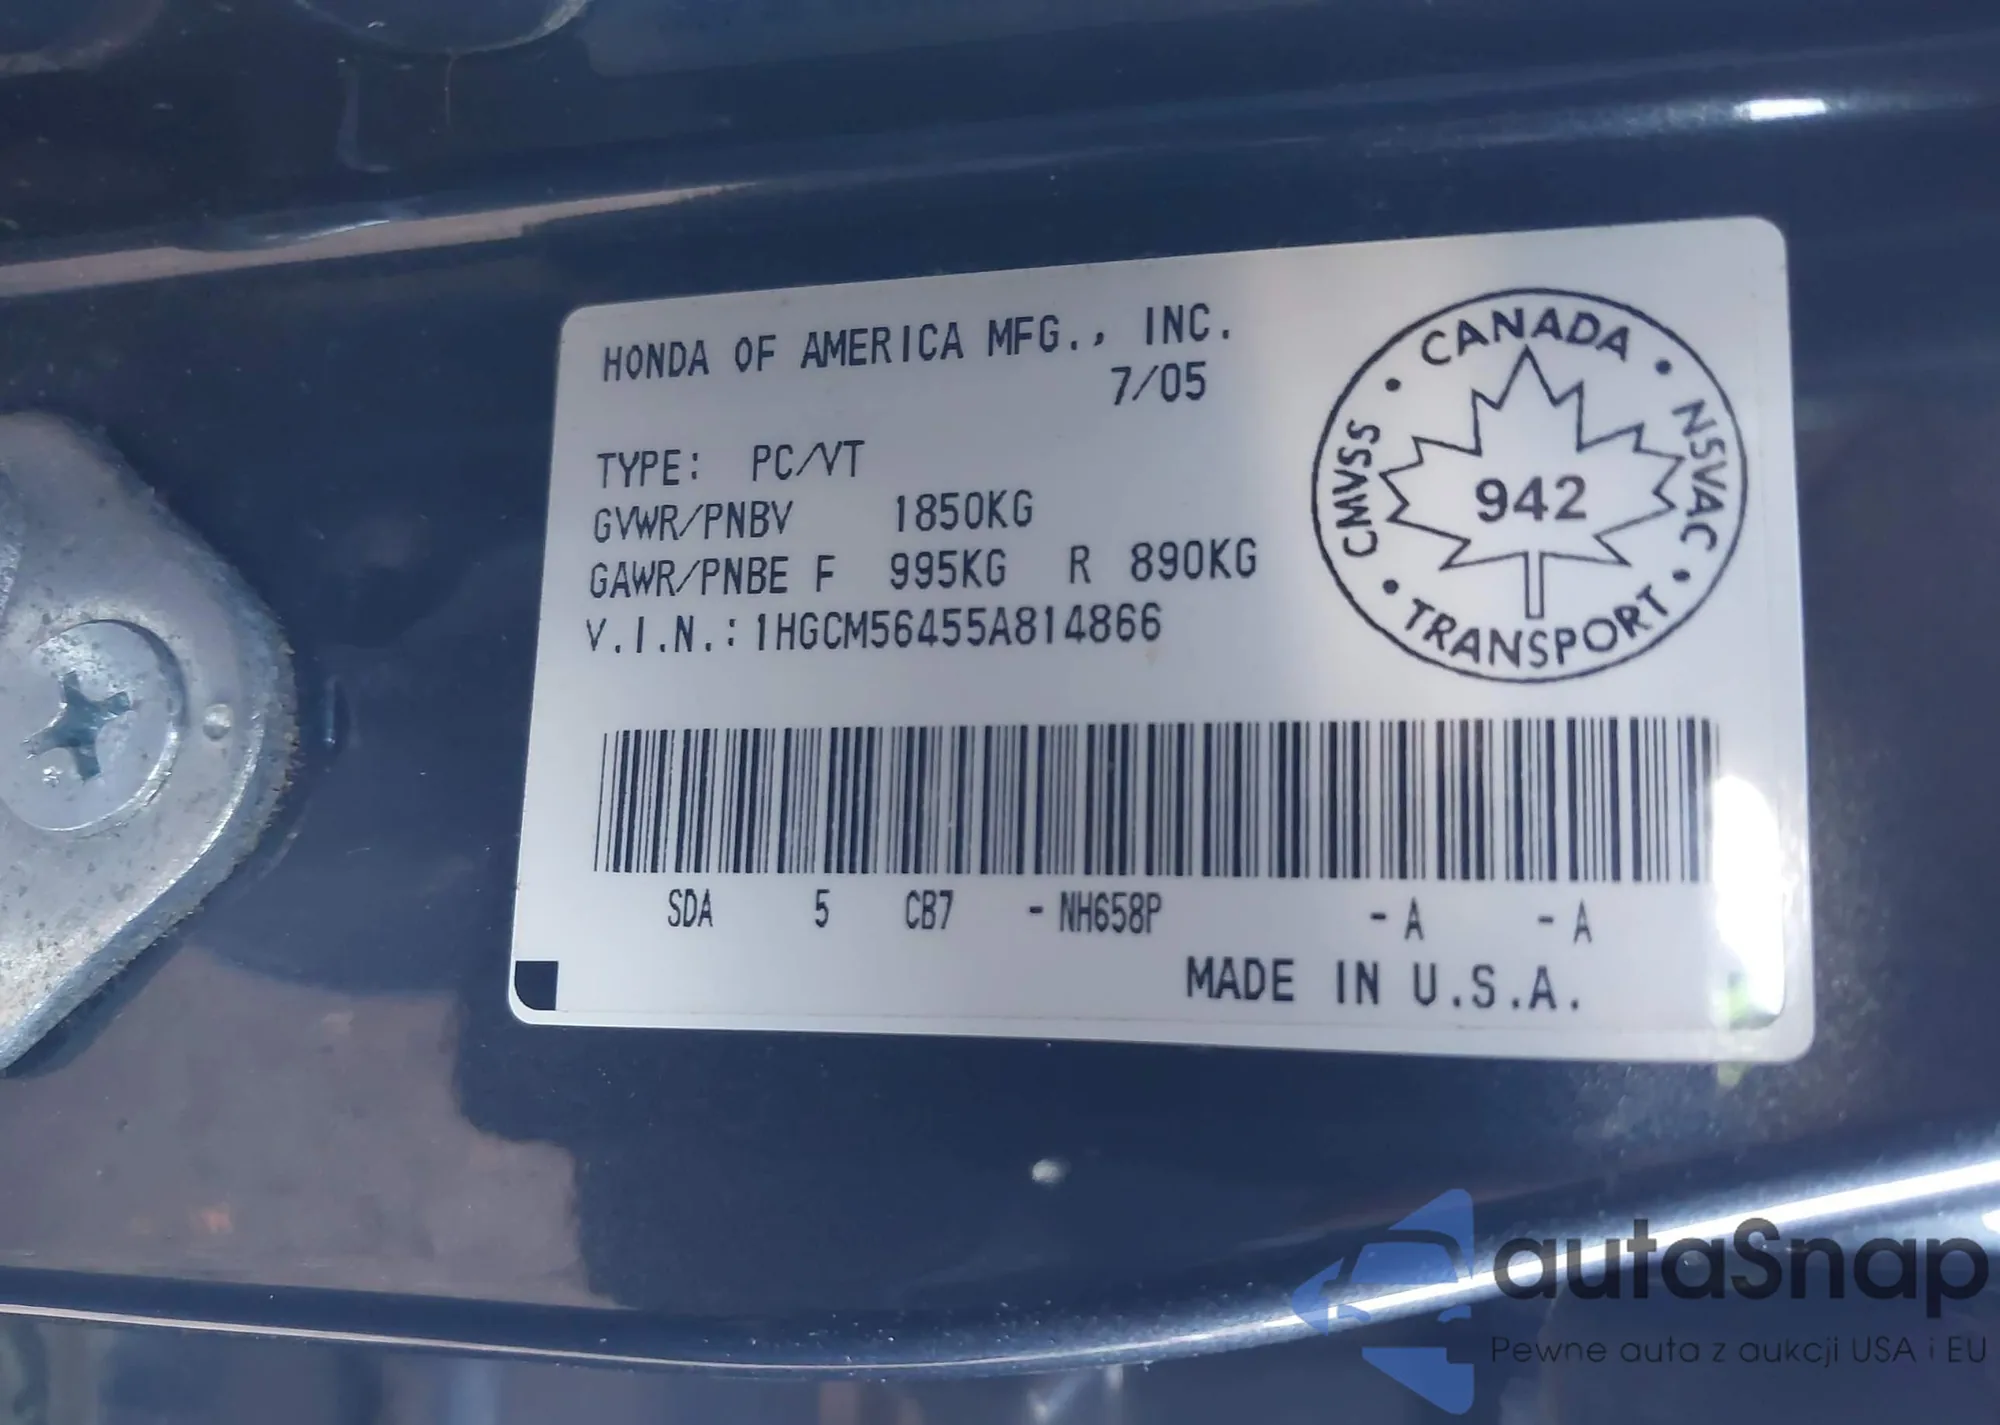 HONDA OF AMERICA MFG., INC.
7/05
TYPE: PC/VT
GVWR/PNBV 1850KG
GAWR/PNBE F 995KG R 890KG
V.I.N.: 1HGCM56455A814866
CANADA • NSVAC • TRANSPORT • CMVSS •
942
SDA 5 CB7 - NH658P - A - A
MADE IN U.S.A.
autaSnap
Pewne auta z aukcji USA i EU